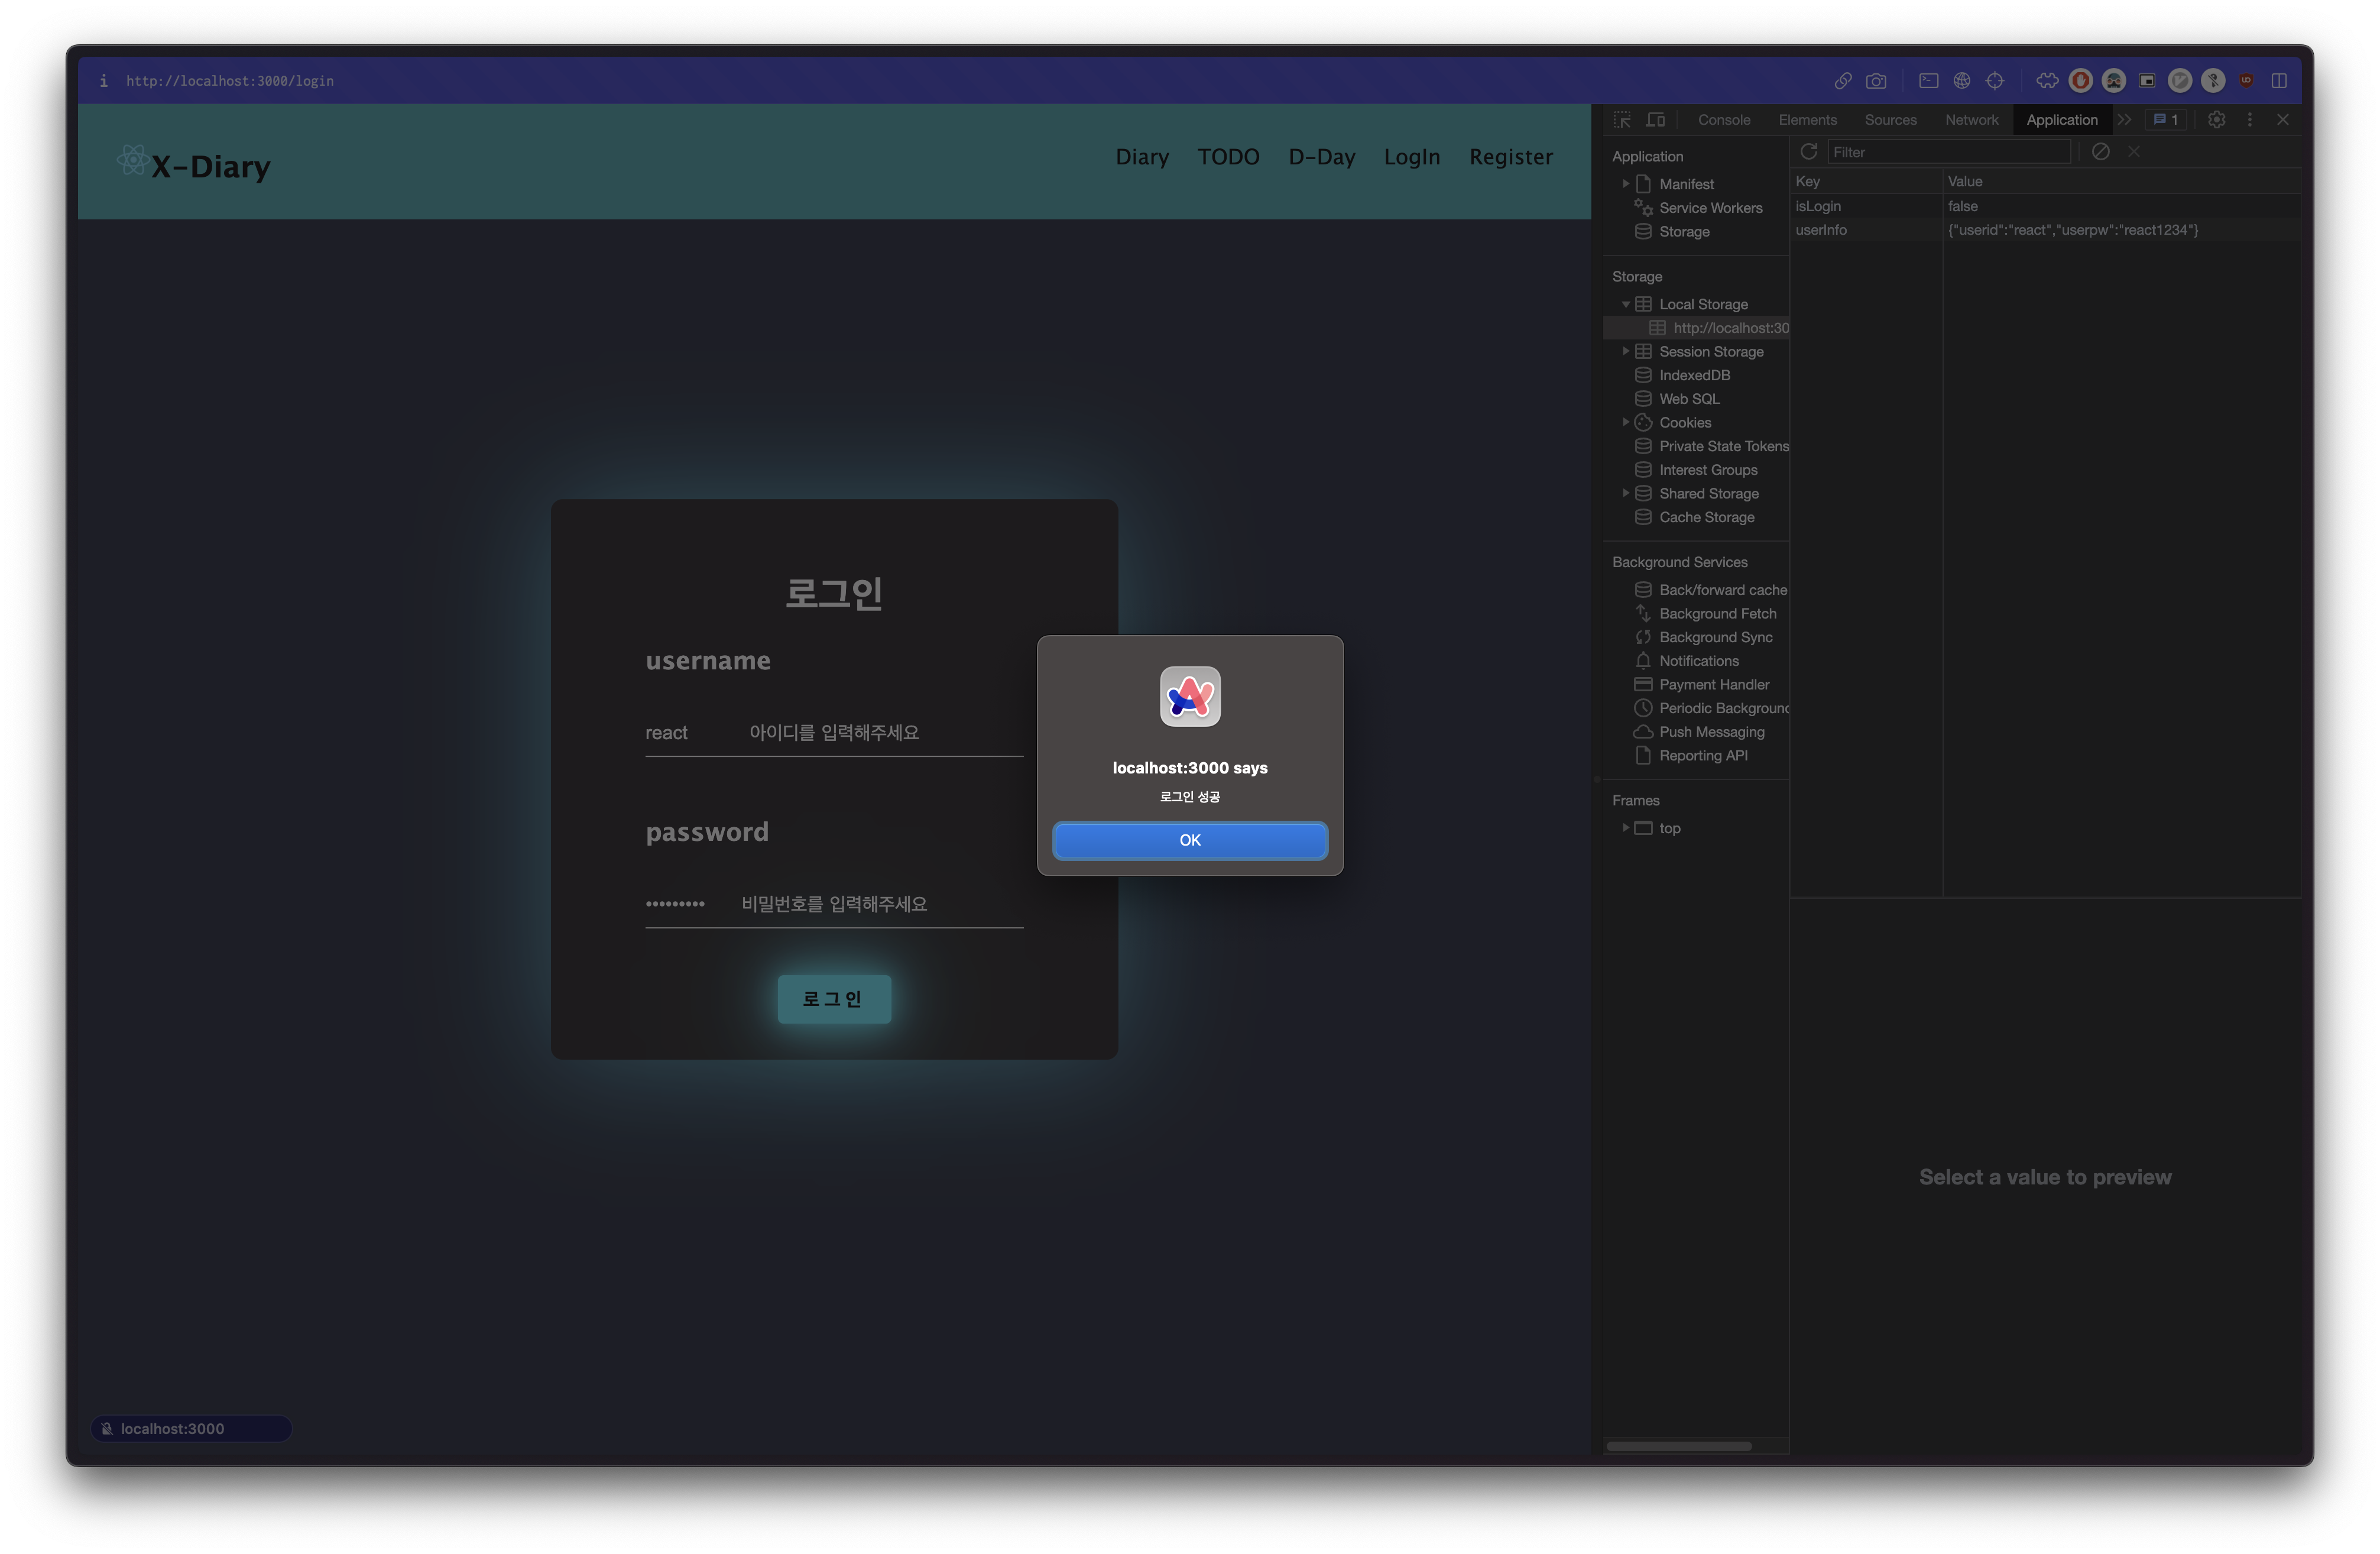 i http://localhost:3000/login
X-Diary
Diary TODO D-Day LogIn Register
로그인
username
react 아이디를 입력해주세요
password
••••••••• 비밀번호를 입력해주세요
로그인
localhost:3000 says
로그인 성공
OK
localhost:3000
Console Elements Sources Network Application 1
Application
Manifest
Service Workers
Storage
Storage
Local Storage
http://localhost:30
Session Storage
IndexedDB
Web SQL
Cookies
Private State Tokens
Interest Groups
Shared Storage
Cache Storage
Background Services
Back/forward cache
Background Fetch
Background Sync
Notifications
Payment Handler
Periodic Background
Push Messaging
Reporting API
Frames
top
Filter
Key Value
isLogin false
userInfo {"userid":"react","userpw":"react1234"}
Select a value to preview